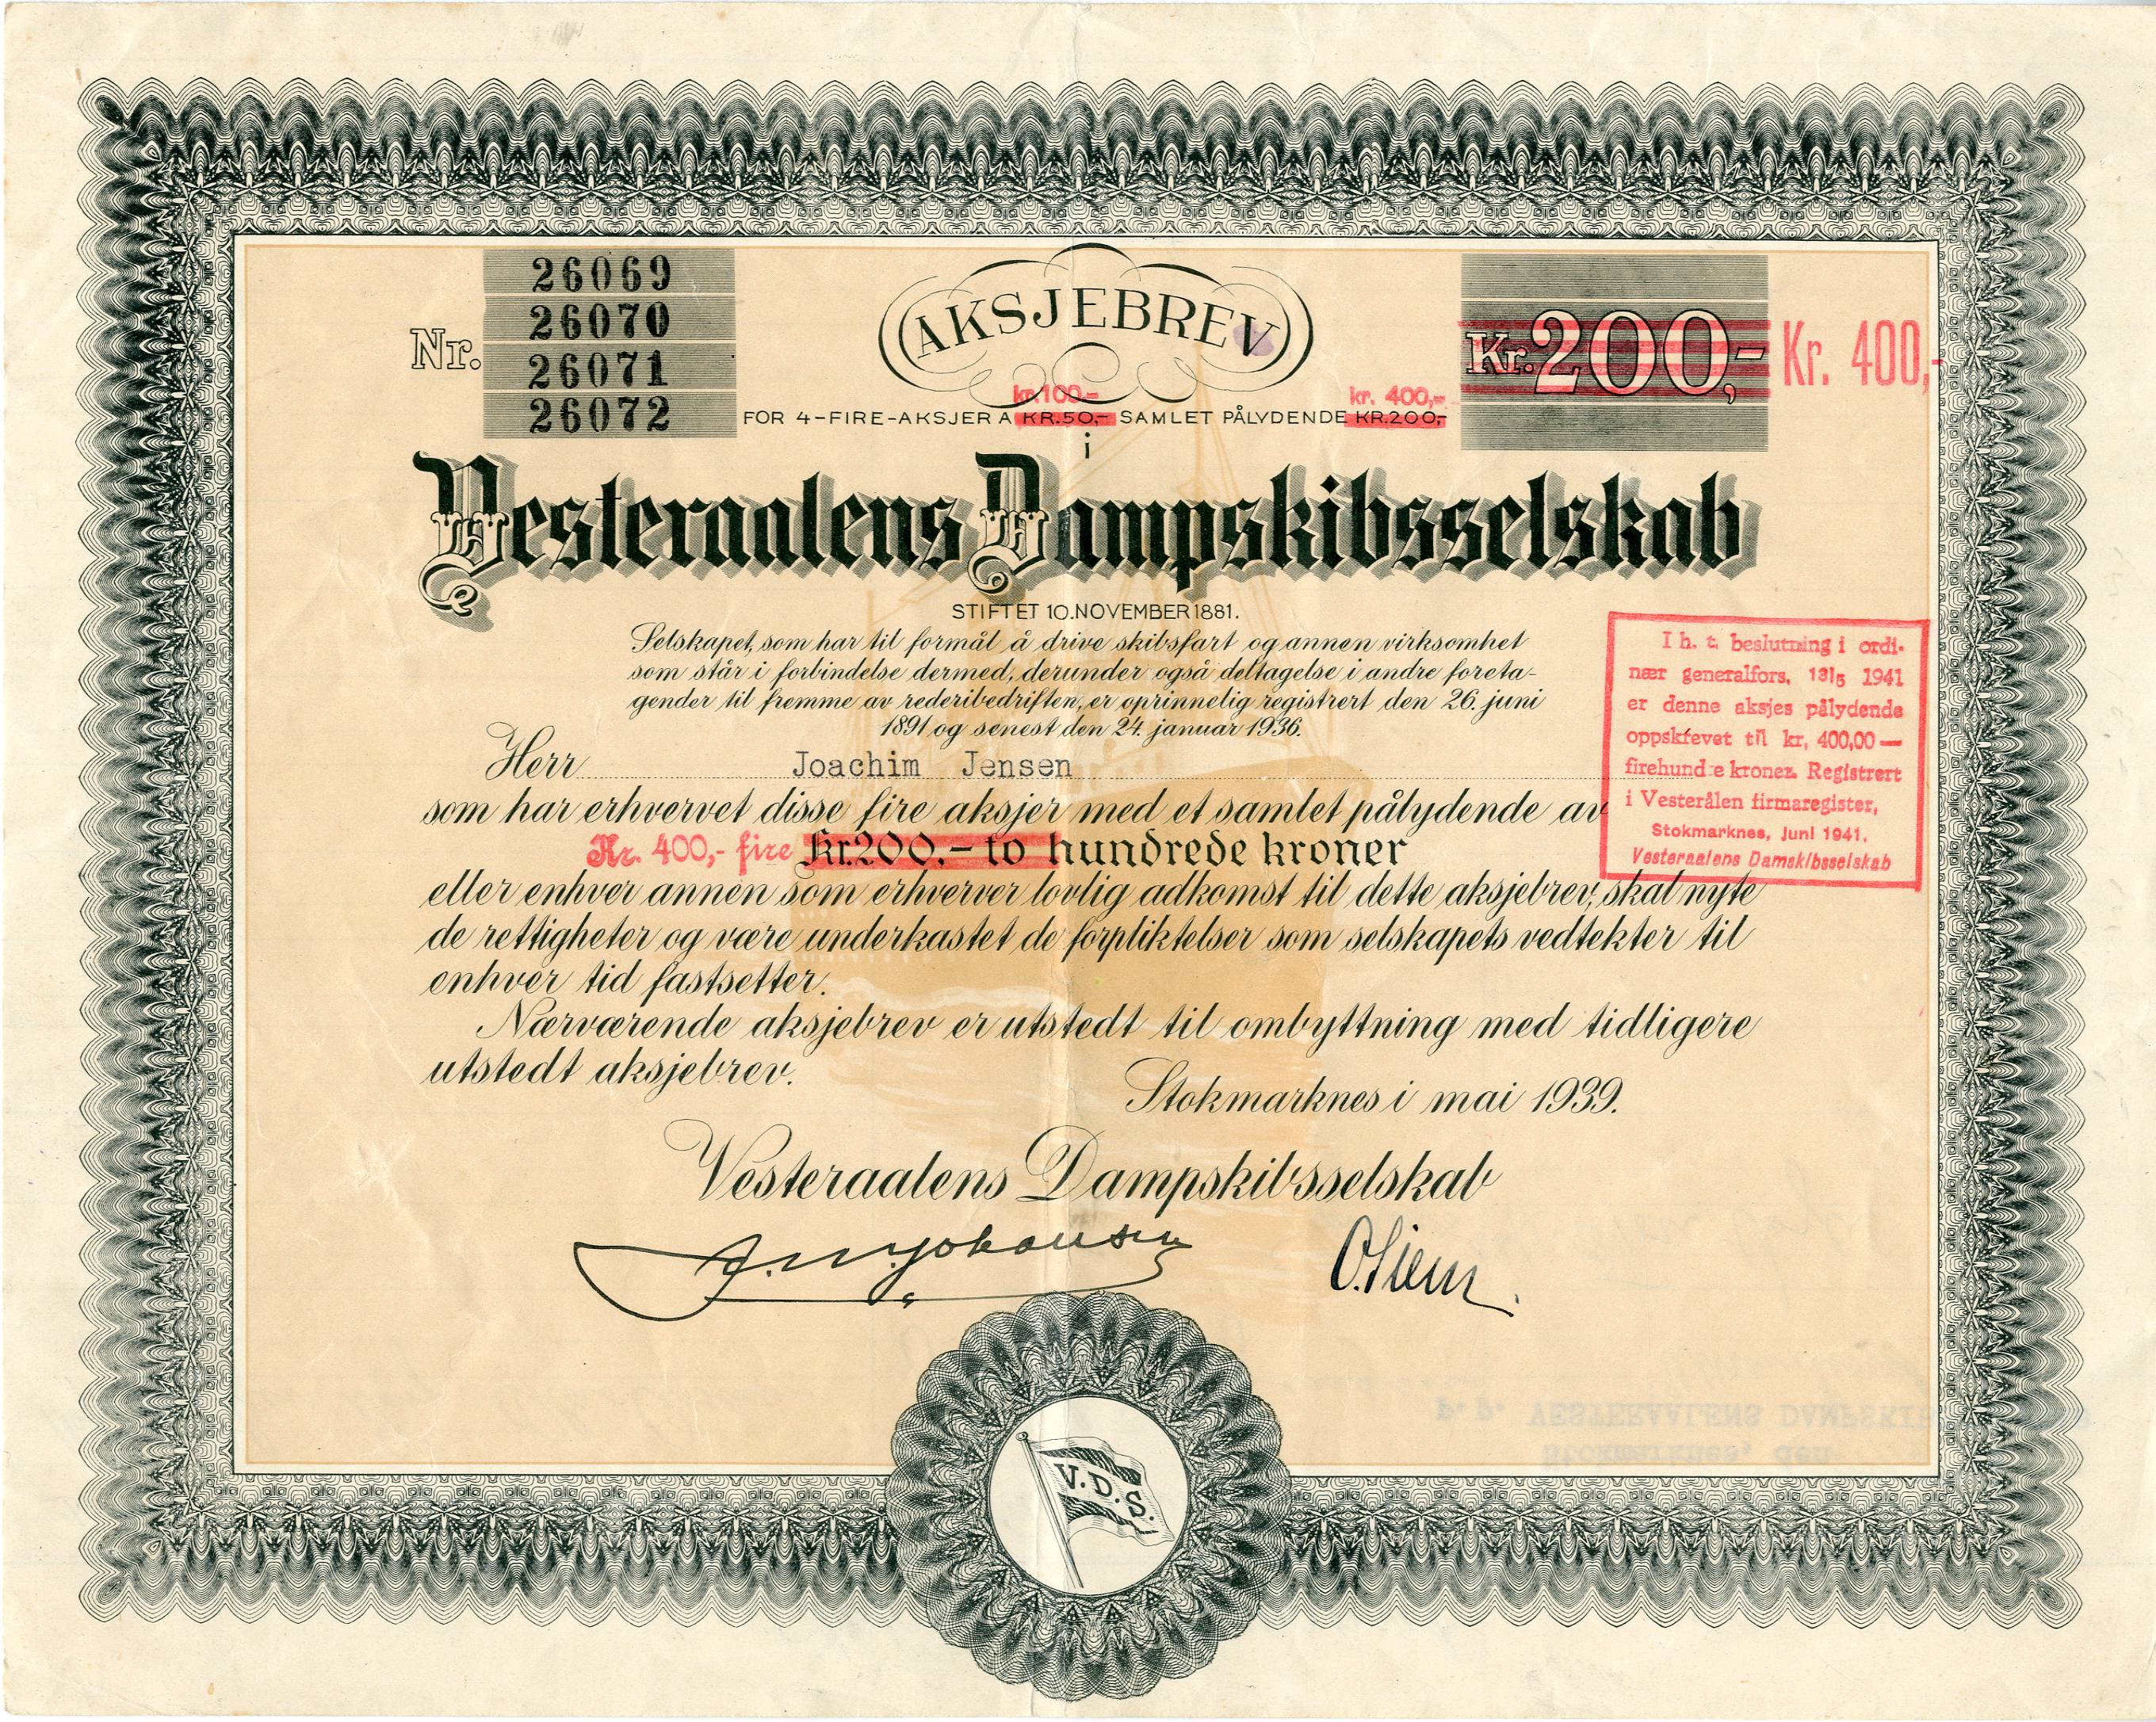 26069
26070
Nr.
26071
26072
AKSJEBREV
Kr. 200,- Kr. 400,-
kr. 100,- kr. 400,-
FOR 4-FIRE-AKSJER A KR.50,- SAMLET PÅLYDENDE KR.200,-
i
Vesteraalens Dampskibsselskab
STIFTET 10. NOVEMBER 1881.
Selskapet, som har til formål å drive skibsfart og annen virksomhet
som står i forbindelse dermed, derunder også deltagelse i andre foreta-
gender til fremme av rederibedriften, er oprinnelig registrert den 26. juni
1891 og senest den 24. januar 1936.
Herr Joachim Jensen
som har erhvervet disse fire aksjer med et samlet pålydende av
Kr. 400,- fire Kr. 200.- to hundrede kroner
eller enhver annen som erhverver lovlig adkomst til dette aksjebrev, skal nyte
de rettigheter og være underkastet de forpliktelser som selskapets vedtekter til
enhver tid fastsetter.
Nærværende aksjebrev er utstedt til ombyttning med tidligere
utstedt aksjebrev.
Stokmarknes i mai 1939.
Vesteraalens Dampskibsselskab
O. Siem.
V.D.S.
I h. t. beslutning i ordi-
nær generalfors, 13/5 1941
er denne aksjes pålydende
oppskrevet til kr, 400,00 —
firehundre kroner. Registrert
i Vesterålen firmaregister,
Stokmarknes, Juni 1941.
Vesteraalens Damskibsselskab
P. P. VESTERAALENS DAMPSKIB
Stokmarknes, den